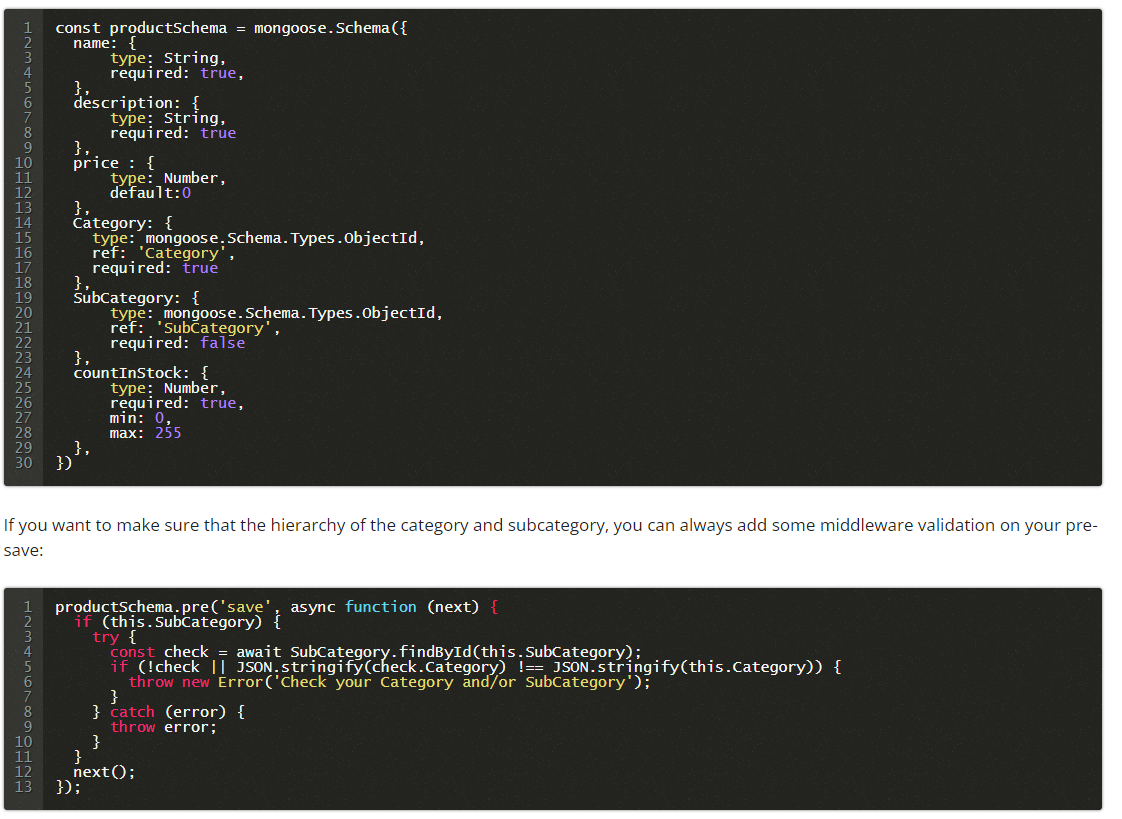 1 const productSchema = mongoose.Schema({
2   name: {
3       type: String,
4       required: true,
5   },
6   description: {
7       type: String,
8       required: true
9   },
10   price : {
11       type: Number,
12       default:0
13   },
14   Category: {
15     type: mongoose.Schema.Types.ObjectId,
16     ref: 'Category',
17     required: true
18   },
19   SubCategory: {
20       type: mongoose.Schema.Types.ObjectId,
21       ref: 'SubCategory',
22       required: false
23   },
24   countInStock: {
25       type: Number,
26       required: true,
27       min: 0,
28       max: 255
29   },
30 })
If you want to make sure that the hierarchy of the category and subcategory, you can always add some middleware validation on your pre-
save:
1 productSchema.pre('save', async function (next) {
2   if (this.SubCategory) {
3     try {
4       const check = await SubCategory.findById(this.SubCategory);
5       if (!check || JSON.stringify(check.Category) !== JSON.stringify(this.Category)) {
6         throw new Error('Check your Category and/or SubCategory');
7       }
8     } catch (error) {
9       throw error;
10     }
11   }
12   next();
13 });